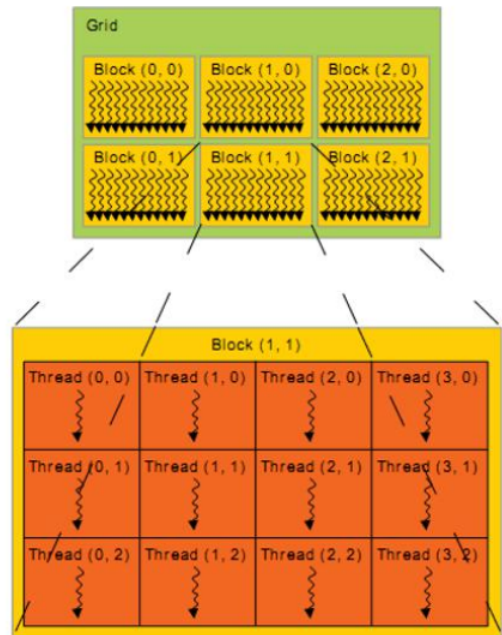 Grid
Block (0, 0) Block (1, 0) Block (2, 0)
Block (0, 1) Block (1, 1) Block (2, 1)
Block (1, 1)
Thread (0, 0) Thread (1, 0) Thread (2, 0) Thread (3, 0)
Thread (0, 1) Thread (1, 1) Thread (2, 1) Thread (3, 1)
Thread (0, 2) Thread (1, 2) Thread (2, 2) Thread (3, 2)